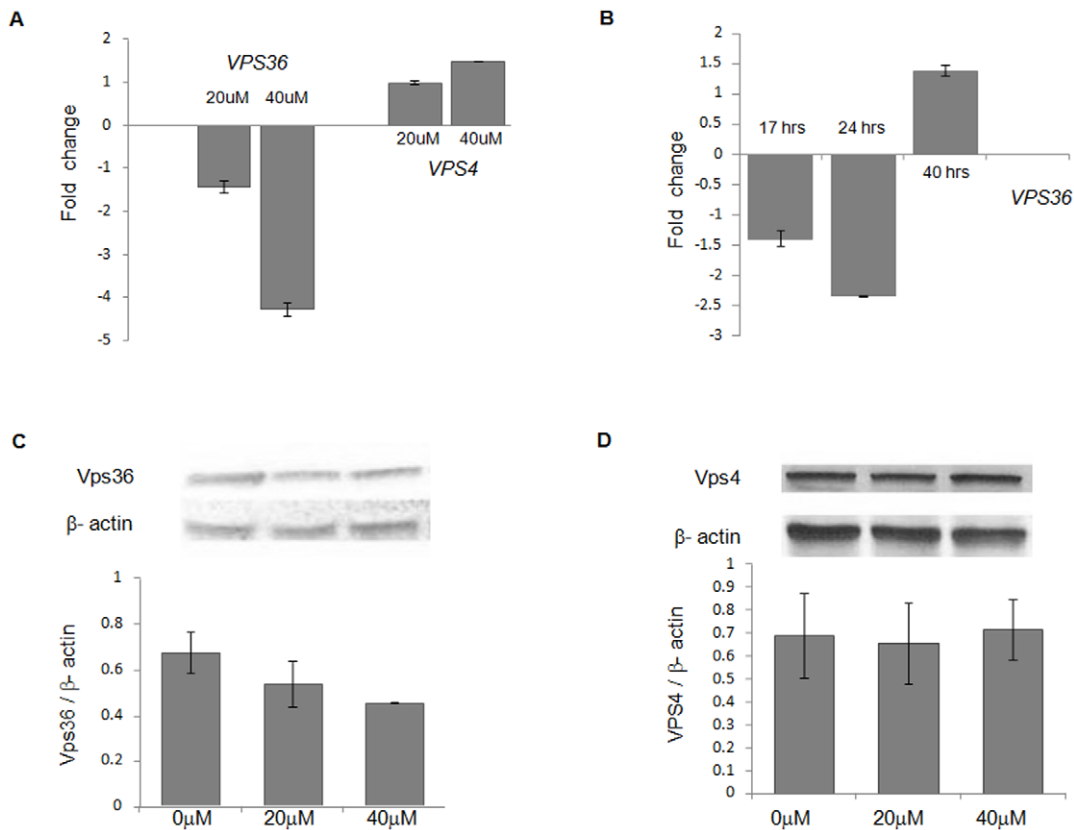 A
VPS36
20uM 40uM
20uM 40uM
VPS4
Fold change
2
1
0
-1
-2
-3
-4
-5
B
17 hrs 24 hrs
40 hrs
VPS36
Fold change
2
1.5
1
0.5
0
-0.5
-1
-1.5
-2
-2.5
-3
C
Vps36
β- actin
Vps36 / β- actin
1
0.8
0.6
0.4
0.2
0
0μM 20μM 40μM
D
Vps4
β- actin
VPS4 / β- actin
1
0.9
0.8
0.7
0.6
0.5
0.4
0.3
0.2
0.1
0
0μM 20μM 40μM